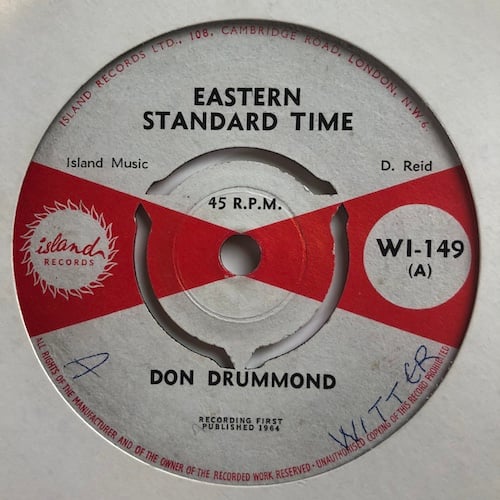 ISLAND RECORDS LTD., 108, CAMBRIDGE ROAD, LONDON, N.W.6.
EASTERN
STANDARD TIME
Island Music
D. Reid
45 R.P.M.
island
RECORDS
WI-149
(A)
DON DRUMMOND
RECORDING FIRST
PUBLISHED 1964
WITTER
ALL RIGHTS OF THE MANUFACTURER AND OF THE OWNER OF THE RECORDED WORK RESERVED - UNAUTHORISED COPYING OF THIS RECORD PROHIBITED